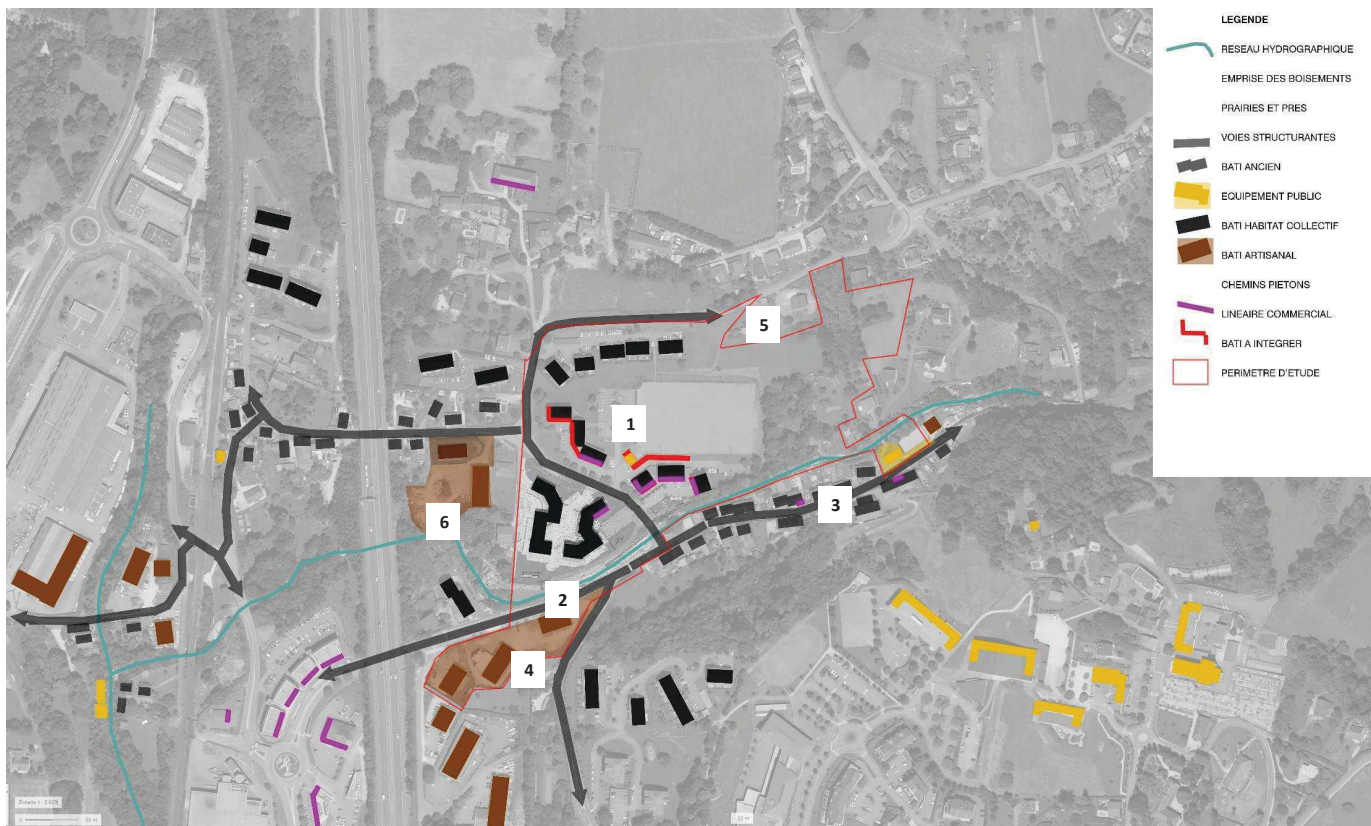 LEGENDE
RESEAU HYDROGRAPHIQUE
EMPRISE DES BOISEMENTS
PRAIRIES ET PRES
VOIES STRUCTURANTES
BATI ANCIEN
EQUIPEMENT PUBLIC
BATI HABITAT COLLECTIF
BATI ARTISANAL
CHEMINS PIETONS
LINEAIRE COMMERCIAL
BATI A INTEGRER
PERIMETRE D'ETUDE
5
1
3
6
2
4